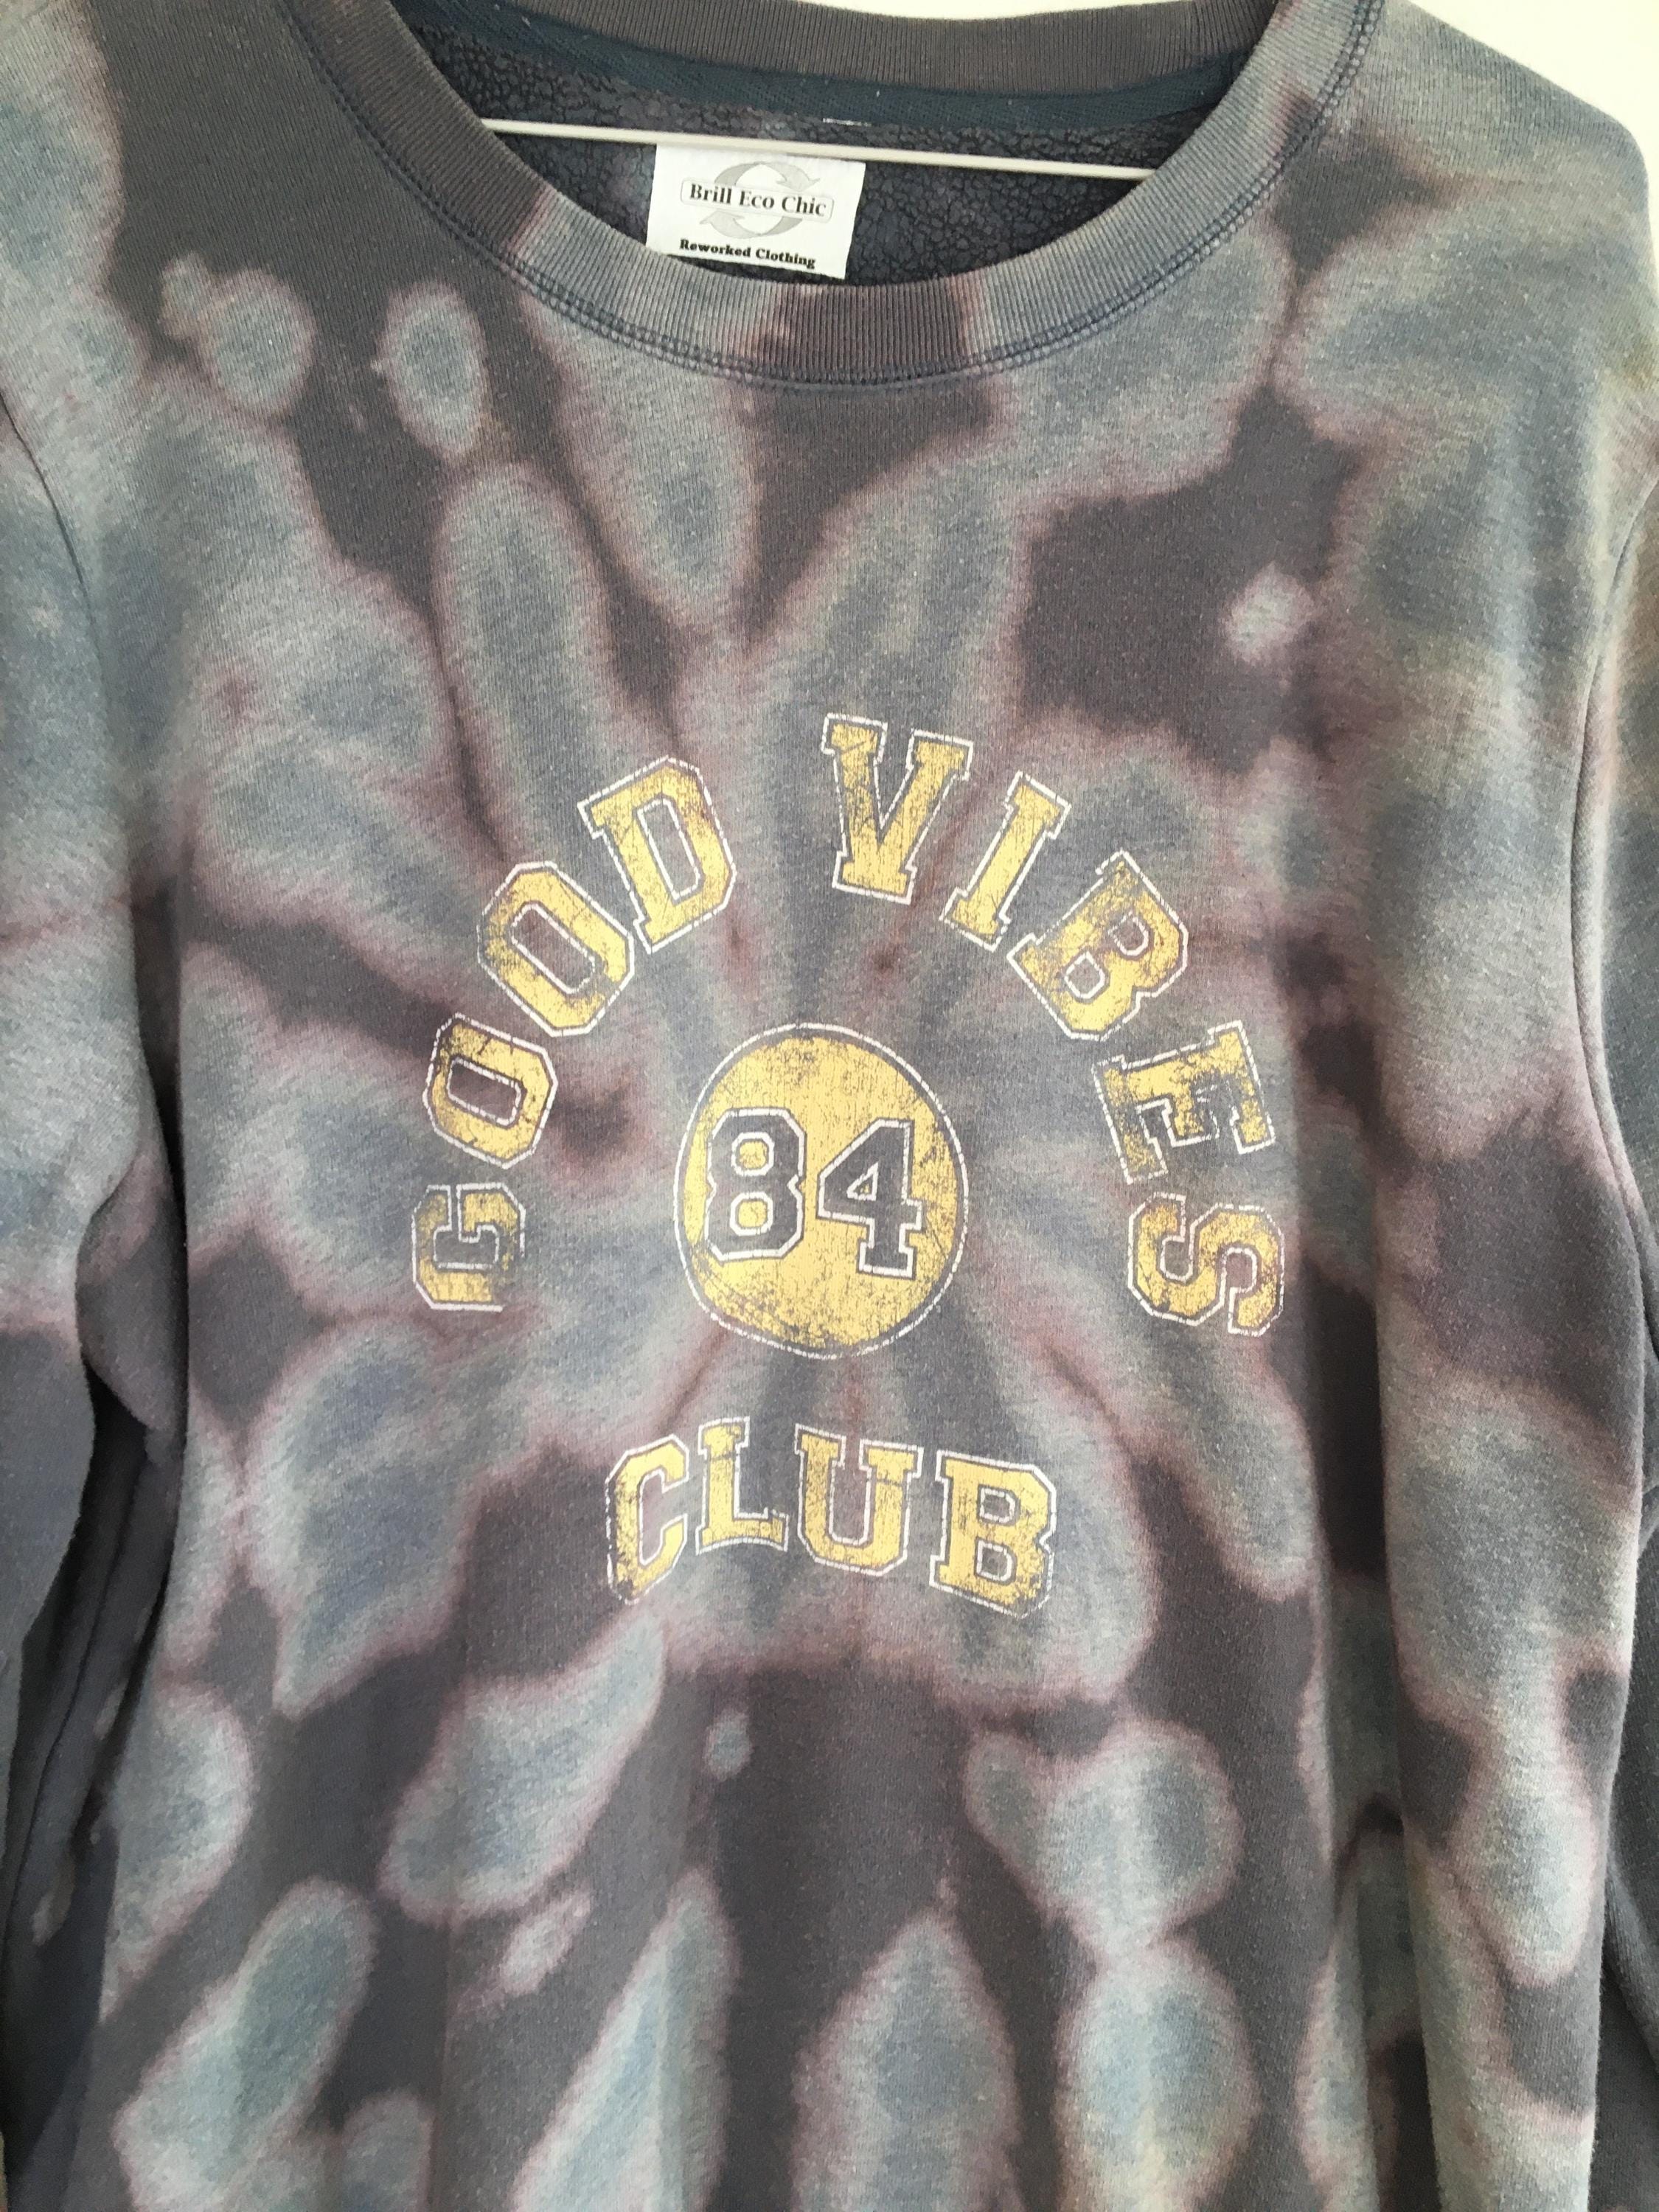 Brill Eco Chic
Reworked Clothing
GOOD VIBES
84
CLUB